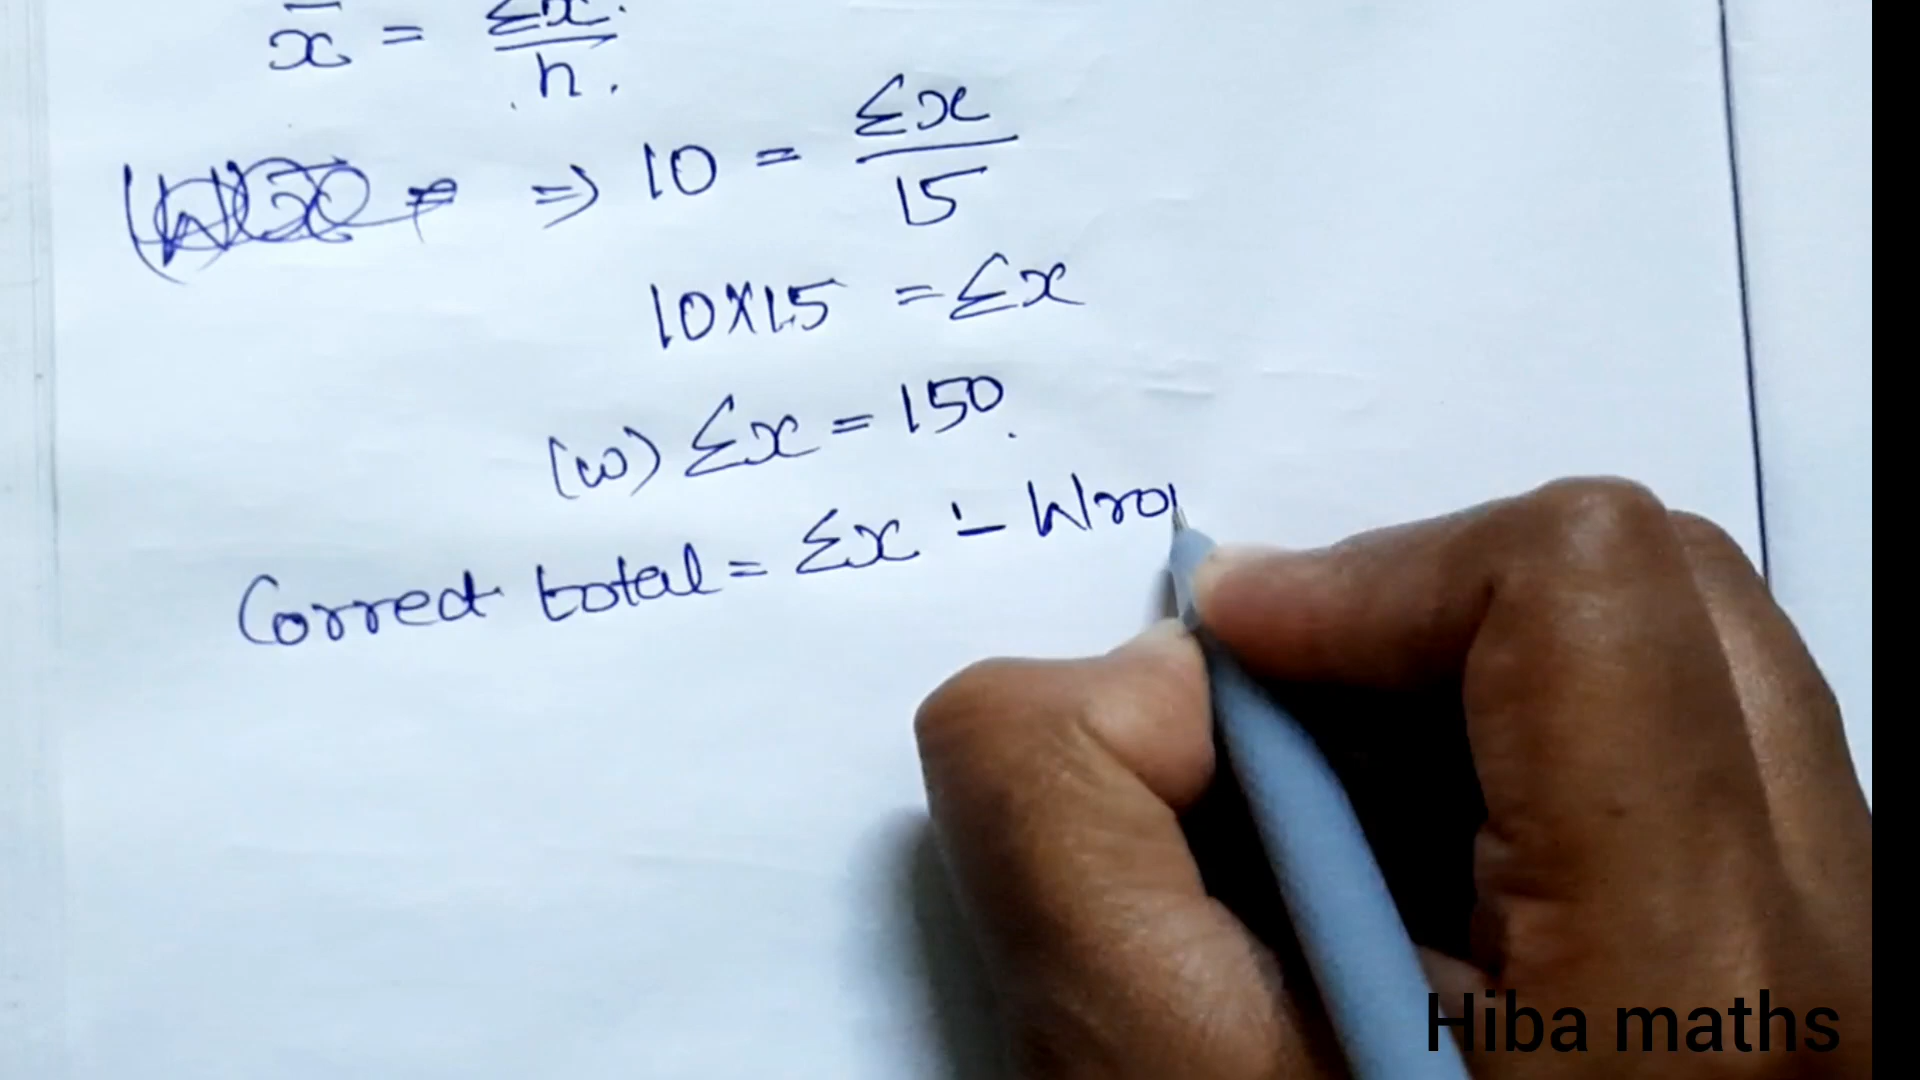 x̄ = Σx
n.
⇒ 10 = Σx
15
10×15 = Σx
(w) Σx = 150.
Correct total = Σx - Wro
Hiba maths